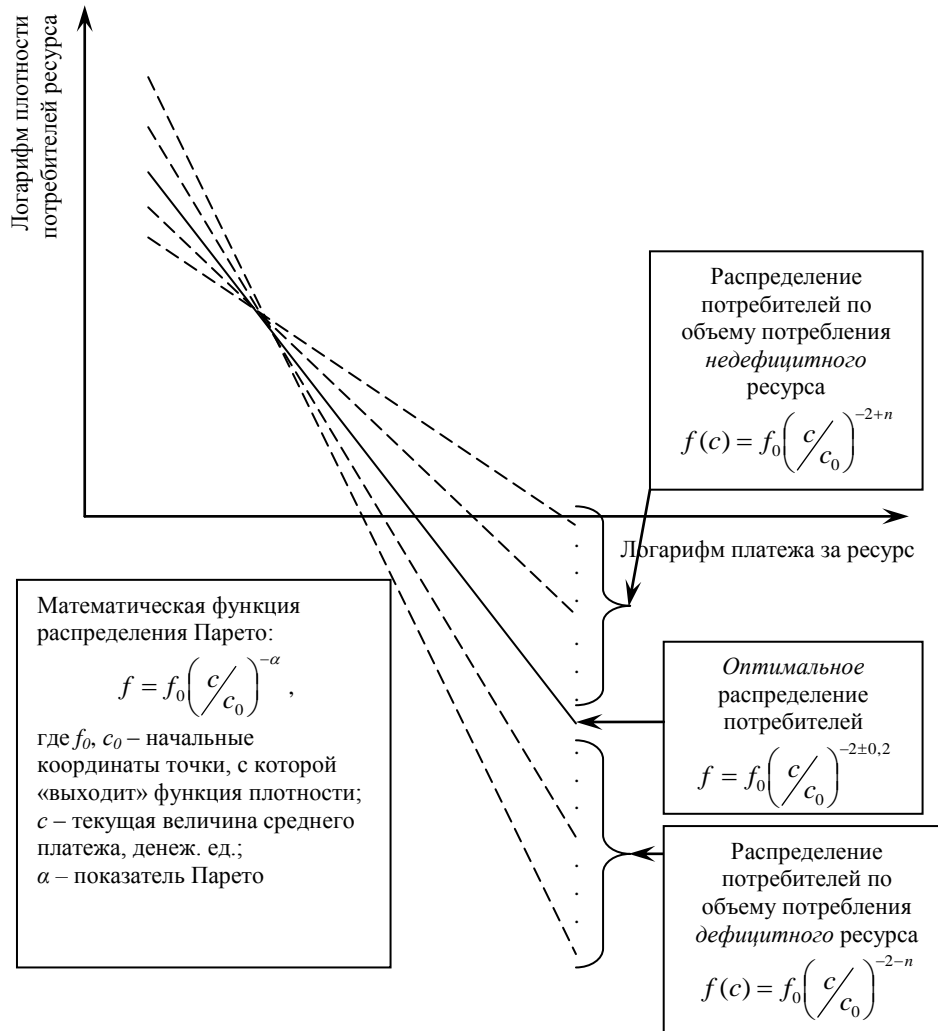 Логарифм плотности
потребителей ресурса
Распределение
потребителей по
объему потребления
недефицитного
ресурса
f(c) = f₀(c/c₀)^(−2+n)
Логарифм платежа за ресурс
Математическая функция
распределения Парето:
f = f₀(c/c₀)^(−α) ,
где f₀, c₀ – начальные
координаты точки, с которой
«выходит» функция плотности;
c – текущая величина среднего
платежа, денеж. ед.;
α – показатель Парето
Оптимальное
распределение
потребителей
f = f₀(c/c₀)^(−2±0,2)
Распределение
потребителей по
объему потребления
дефицитного ресурса
f(c) = f₀(c/c₀)^(−2−n)